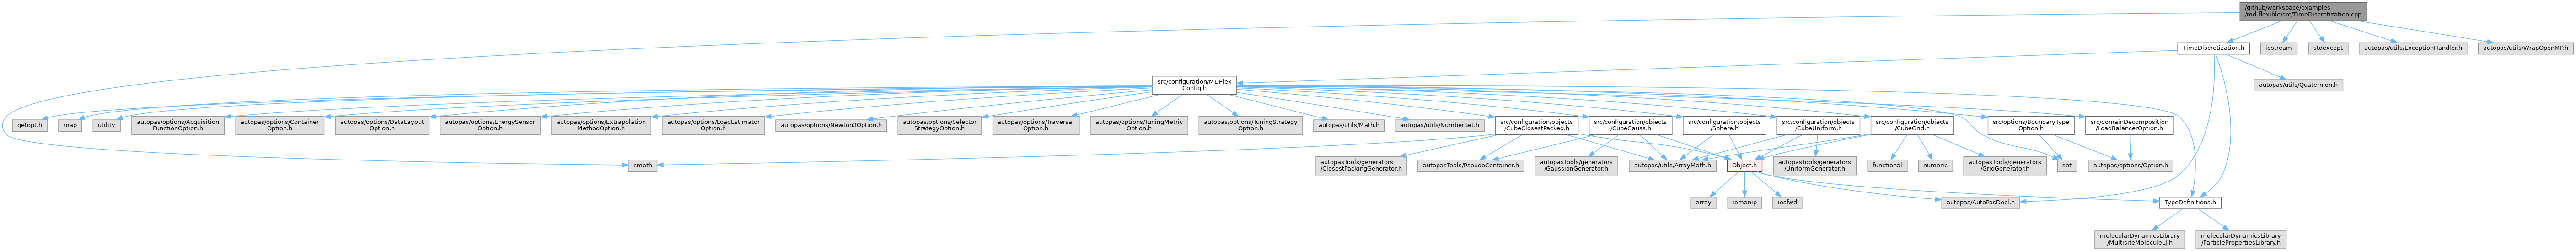 /github/workspace/examples
/md-flexible/src/TimeDiscretization.cpp
TimeDiscretization.h
iostream
stdexcept
autopas/utils/ExceptionHandler.h
autopas/utils/WrapOpenMP.h
src/configuration/MDFlex
Config.h
autopas/utils/Quaternion.h
getopt.h
map
utility
autopas/options/Acquisition
FunctionOption.h
autopas/options/Container
Option.h
autopas/options/DataLayout
Option.h
autopas/options/EnergySensor
Option.h
autopas/options/Extrapolation
MethodOption.h
autopas/options/LoadEstimator
Option.h
autopas/options/Newton3Option.h
autopas/options/Selector
StrategyOption.h
autopas/options/Traversal
Option.h
autopas/options/TuningMetric
Option.h
autopas/options/TuningStrategy
Option.h
autopas/utils/Math.h
autopas/utils/NumberSet.h
src/configuration/objects
/CubeClosestPacked.h
src/configuration/objects
/CubeGauss.h
src/configuration/objects
/Sphere.h
src/configuration/objects
/CubeUniform.h
src/configuration/objects
/CubeGrid.h
src/options/BoundaryType
Option.h
src/domainDecomposition
/LoadBalancerOption.h
cmath
autopasTools/generators
/ClosestPackingGenerator.h
autopasTools/PseudoContainer.h
autopasTools/generators
/GaussianGenerator.h
autopas/utils/ArrayMath.h
Object.h
autopasTools/generators
/UniformGenerator.h
functional
numeric
autopasTools/generators
/GridGenerator.h
set
autopas/options/Option.h
array
iomanip
iosfwd
autopas/AutoPasDecl.h
TypeDefinitions.h
molecularDynamicsLibrary
/MultisiteMoleculeLJ.h
molecularDynamicsLibrary
/ParticlePropertiesLibrary.h